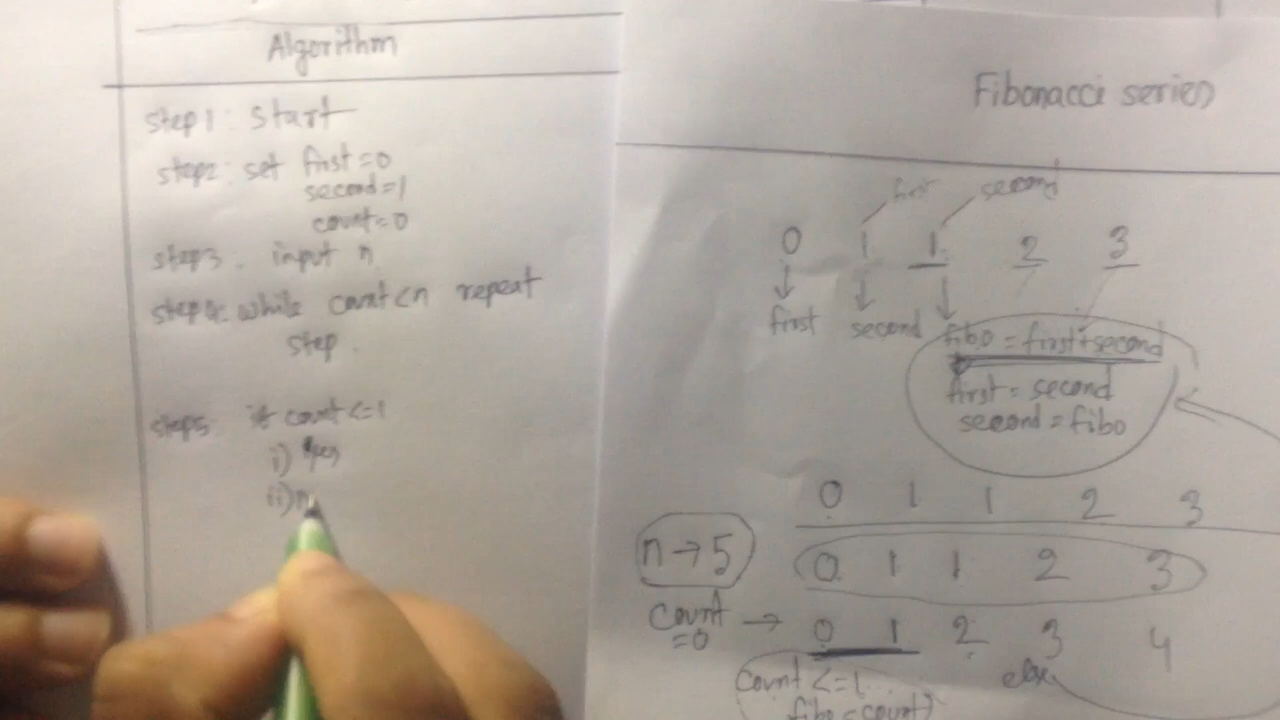 Algorithm
step1: start
step2: set first=0
second=1
count=0
step3. input n
step4: while count<n repeat
step.
step5 if count<=1
i) Yes
ii) n
Fibonacci series
first second
0 1 1 2 3
first second fibo = first+second
first = second
second = fibo
0 1 1 2 3
n→5 0 1 1 2 3
count
=0 → 0 1 2 3 4
count <=1 else
fibo = count